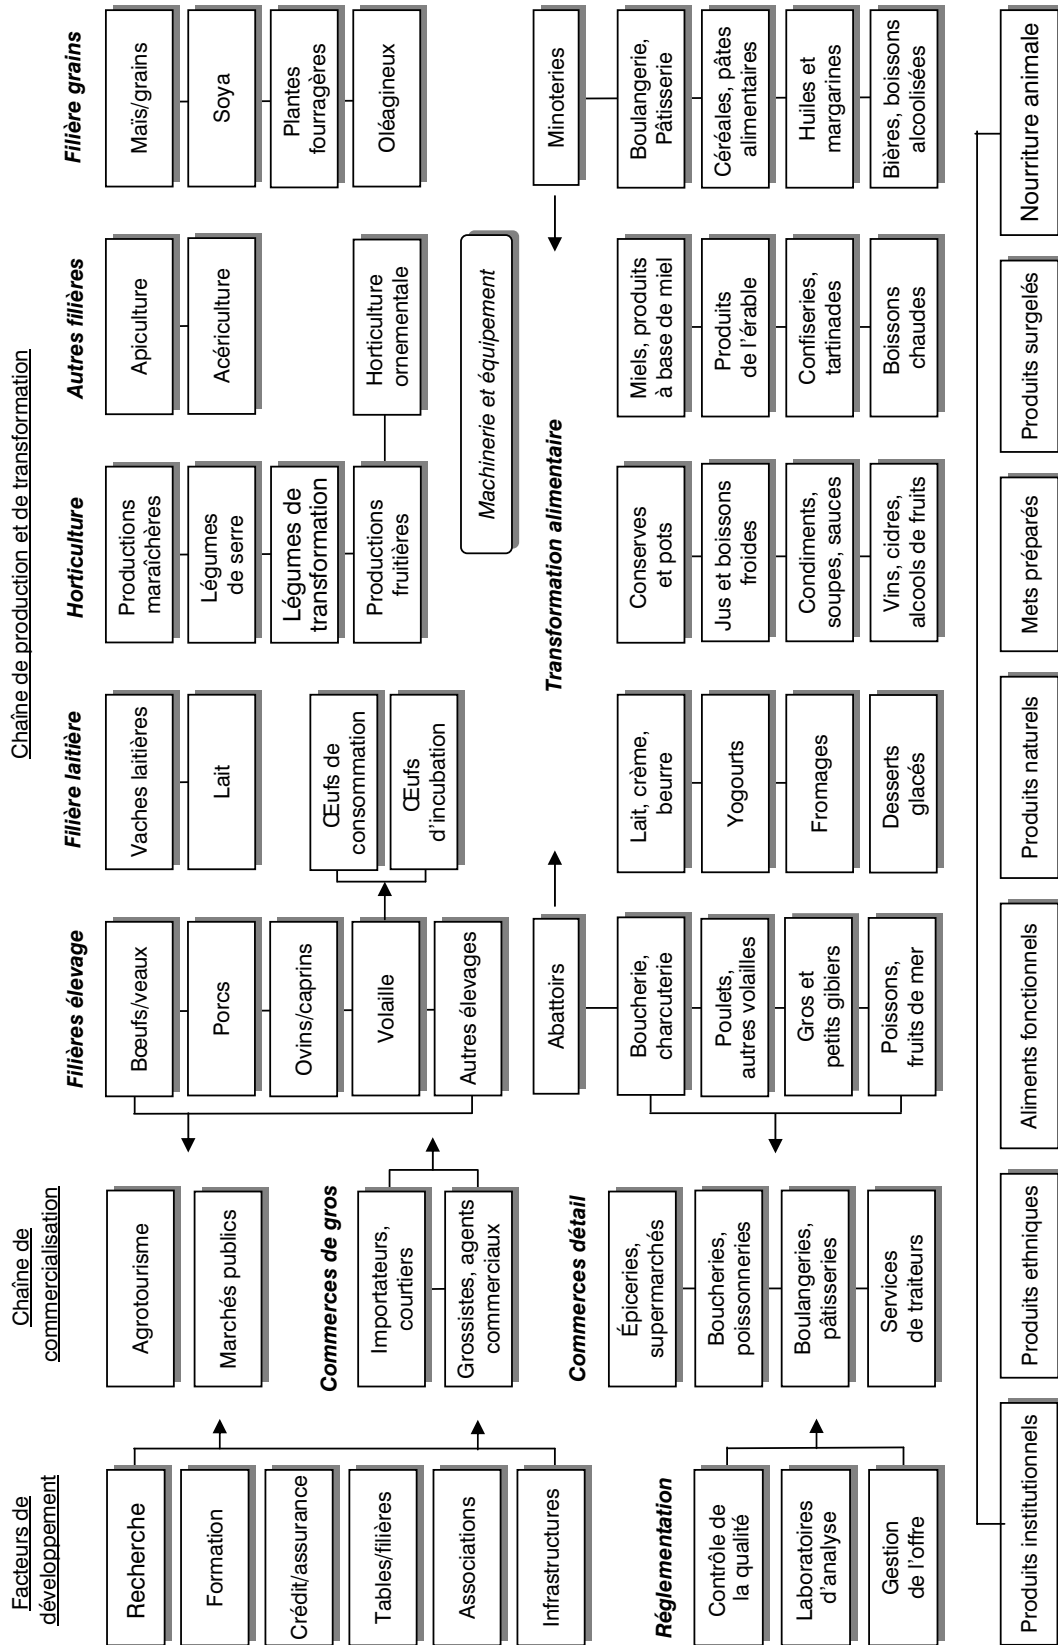 Facteurs de
développement
Recherche
Formation
Crédit/assurance
Tables/filières
Associations
Infrastructures
Réglementation
Contrôle de
la qualité
Laboratoires
d'analyse
Gestion
de l'offre
Chaîne de
commercialisation
Agrotourisme
Marchés publics
Commerces de gros
Importateurs,
courtiers
Grossistes, agents
commerciaux
Commerces détail
Épiceries,
supermarchés
Boucheries,
poissonneries
Boulangeries,
pâtisseries
Services
de traiteurs
Chaîne de production et de transformation
Filières élevage
Bœufs/veaux
Porcs
Ovins/caprins
Volaille
Autres élevages
Filière laitière
Vaches laitières
Lait
Œufs de
consommation
Œufs
d'incubation
Horticulture
Productions
maraîchères
Légumes
de serre
Légumes de
transformation
Productions
fruitières
Autres filières
Apiculture
Acériculture
Horticulture
ornementale
Filière grains
Mais/grains
Soya
Plantes
fourragères
Oléagineux
Machinerie et équipement
Transformation alimentaire
Abattoirs
Boucherie,
charcuterie
Poulets,
autres volailles
Gros et
petits gibiers
Poissons,
fruits de mer
Lait, crème,
beurre
Yogourts
Fromages
Desserts
glacés
Conserves
et pots
Jus et boissons
froides
Condiments,
soupes, sauces
Vins, cidres,
alcools de fruits
Miels, produits
à base de miel
Produits
de l'érable
Confiseries,
tartinades
Boissons
chaudes
Minoteries
Boulangerie,
Pâtisserie
Céréales, pâtes
alimentaires
Huiles et
margarines
Bières, boissons
alcoolisées
Produits institutionnels
Produits ethniques
Aliments fonctionnels
Produits naturels
Mets préparés
Produits surgelés
Nourriture animale